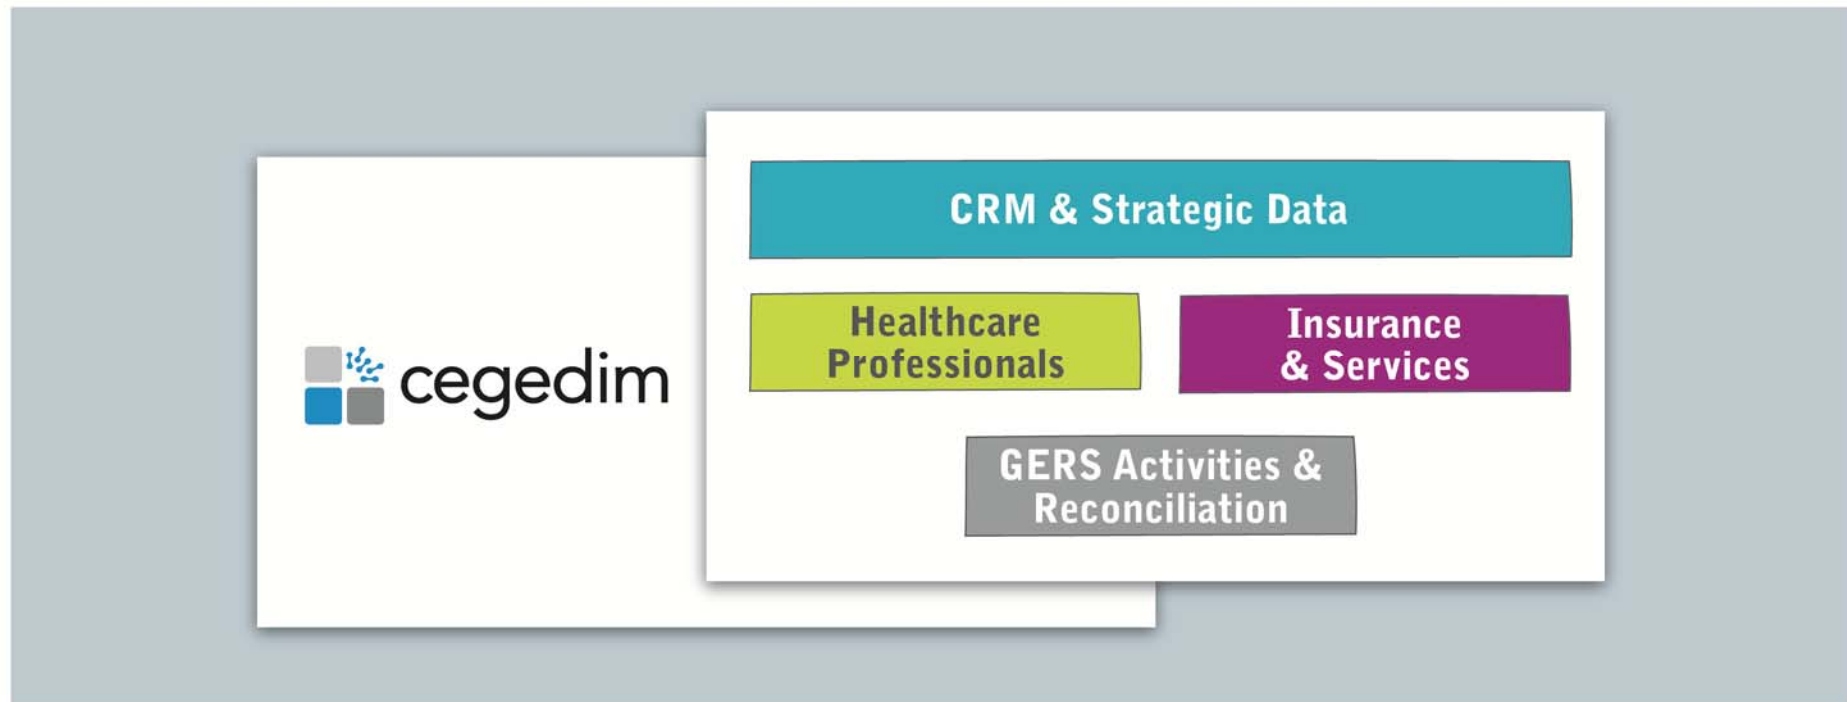 cegedim
CRM & Strategic Data
Healthcare
Professionals
Insurance
& Services
GERS Activities &
Reconciliation